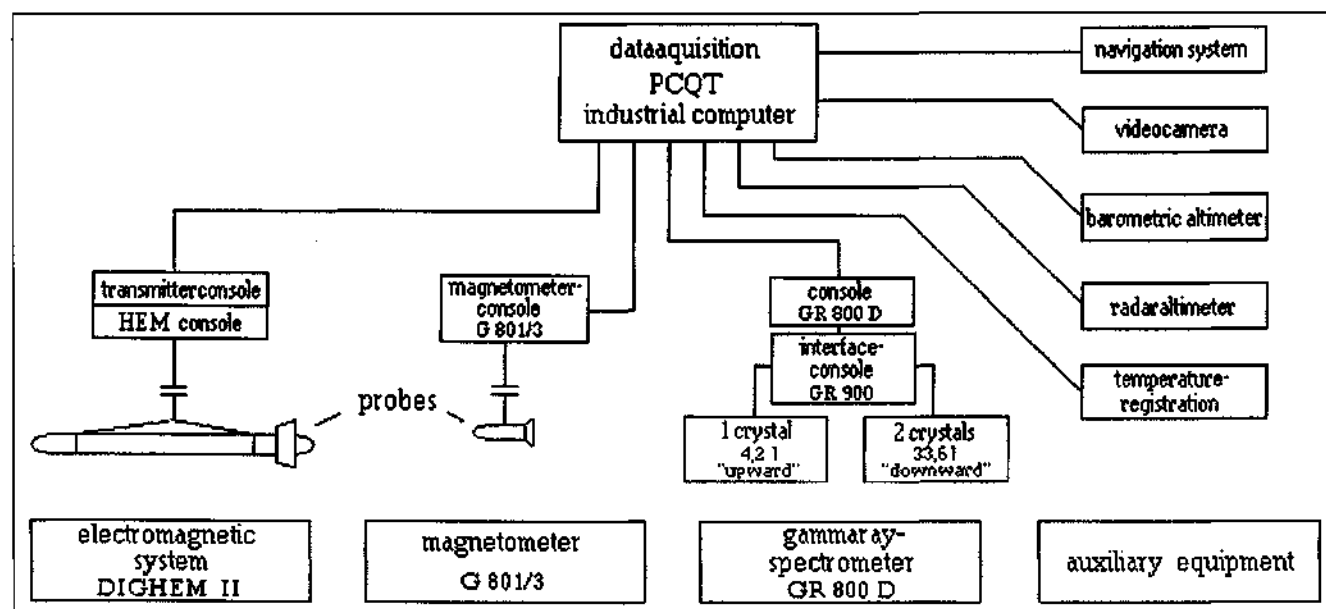 dataaquisition
PCQT
industrial computer
navigation system
videocamera
barometric altimeter
radaraltimeter
temperature-
registration
transmitterconsole
HEM console
magnetometer-
console
G 801/3
console
GR 800 D
interface-
console
GR 900
probes
1 crystal
4,2 l
"upward"
2 crystals
33,6 l
"downward"
electromagnetic
system
DIGHEM II
magnetometer
G 801/3
gammaray-
spectrometer
GR 800 D
auxiliary equipment